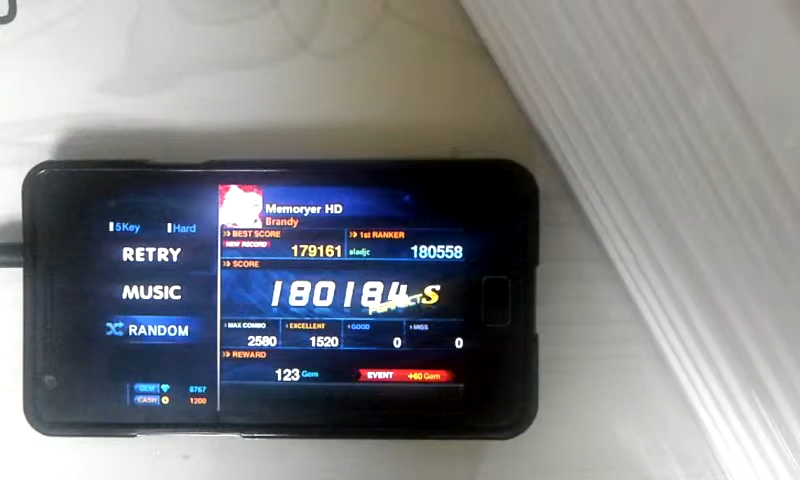 Memoryer HD
Brandy
5Key Hard
BEST SCORE 1st RANKER
NEW RECORD 179161 aladjc 180558
RETRY
SCORE
MUSIC
180184 S
PERFECT
RANDOM
MAX COMBO EXCELLENT GOOD MISS
2580 1520 0 0
REWARD
123 Gem EVENT +60 Gem
GEM 8767
CASH 1200